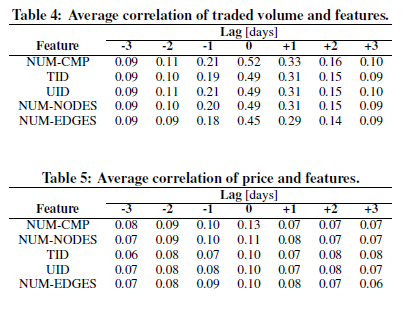 Table 4: Average correlation of traded volume and features.
Lag [days]
Feature -3 -2 -1 0 +1 +2 +3
NUM-CMP 0.09 0.11 0.21 0.52 0.33 0.16 0.10
TID 0.09 0.10 0.19 0.49 0.31 0.15 0.09
UID 0.09 0.11 0.21 0.49 0.31 0.15 0.10
NUM-NODES 0.09 0.10 0.20 0.49 0.31 0.15 0.09
NUM-EDGES 0.09 0.09 0.18 0.45 0.29 0.14 0.09
Table 5: Average correlation of price and features.
Lag [days]
Feature -3 -2 -1 0 +1 +2 +3
NUM-CMP 0.08 0.09 0.10 0.13 0.07 0.07 0.07
NUM-NODES 0.07 0.09 0.10 0.11 0.08 0.07 0.07
TID 0.06 0.08 0.07 0.10 0.07 0.08 0.08
UID 0.07 0.08 0.08 0.10 0.07 0.08 0.07
NUM-EDGES 0.07 0.08 0.09 0.10 0.08 0.07 0.06